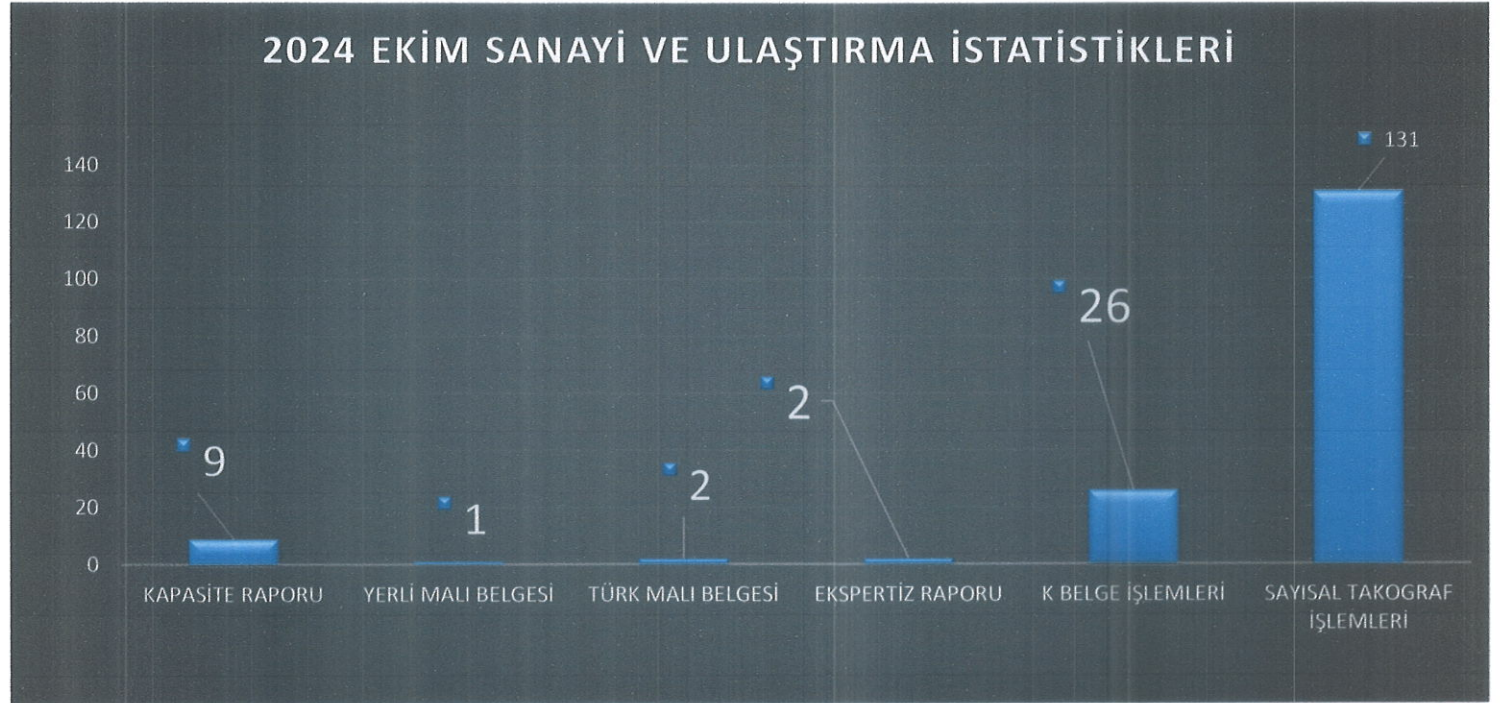 2024 EKİM SANAYİ VE ULAŞTIRMA İSTATİSTİKLERİ
140
120
100
80
60
40
20
0
9
1
2
2
26
131
KAPASİTE RAPORU
YERLİ MALI BELGESİ
TÜRK MALI BELGESİ
EKSPERTİZ RAPORU
K BELGE İŞLEMLERİ
SAYISAL TAKOGRAF
İŞLEMLERİ